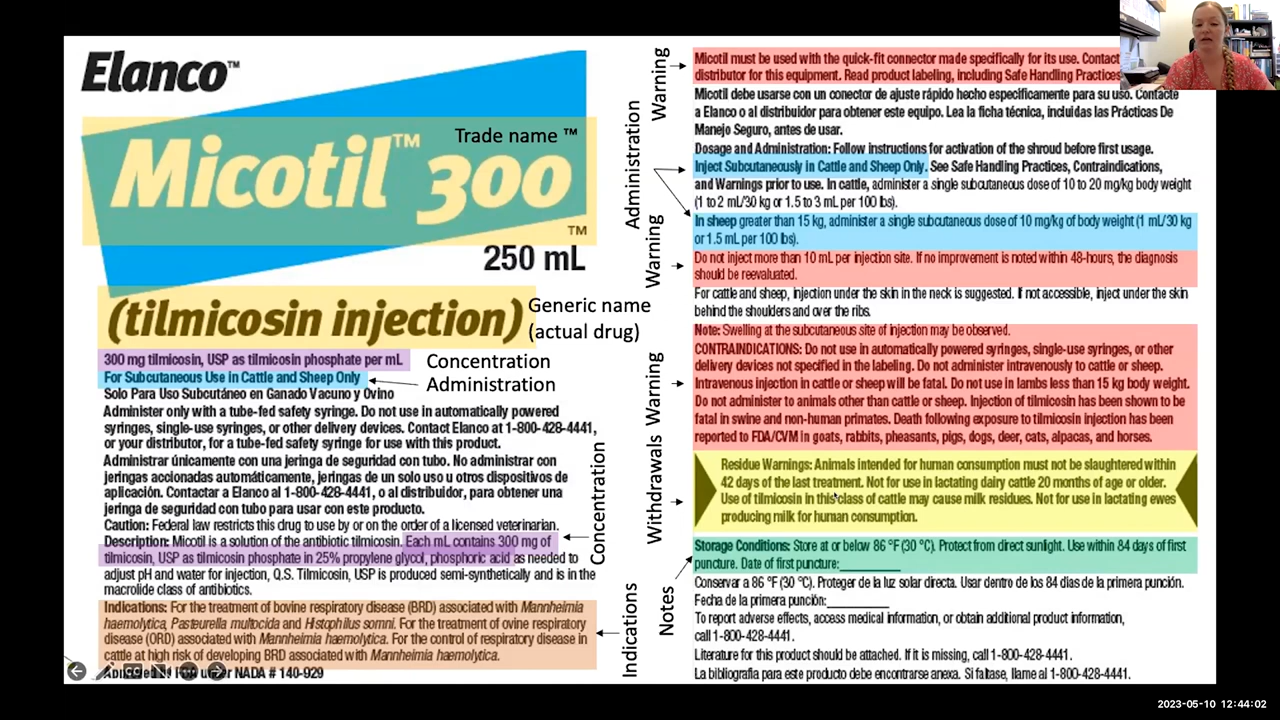 Elanco™
Trade name ™
Micotil™ 300
™
250 mL
(tilmicosin injection)
Generic name
(actual drug)
300 mg tilmicosin, USP as tilmicosin phosphate per mL
Concentration
For Subcutaneous Use in Cattle and Sheep Only
Administration
Solo Para Uso Subcutáneo en Ganado Vacuno y Ovino
Administer only with a tube-fed safety syringe. Do not use in automatically powered
syringes, single-use syringes, or other delivery devices. Contact Elanco at 1-800-428-4441,
or your distributor, for a tube-fed safety syringe for use with this product.
Administrar únicamente con una jeringa de seguridad con tubo. No administrar con
jeringas accionadas automáticamente, jeringas de un solo uso u otros dispositivos de
aplicación. Contactar a Elanco al 1-800-428-4441, o al distribuidor, para obtener una
jeringa de seguridad con tubo para usar con este producto.
Caution: Federal law restricts this drug to use by or on the order of a licensed veterinarian.
Description: Micotil is a solution of the antibiotic tilmicosin. Each mL contains 300 mg of
tilmicosin, USP as tilmicosin phosphate in 25% propylene glycol, phosphoric acid as needed to
adjust pH and water for injection, Q.S. Tilmicosin, USP is produced semi-synthetically and is in the
macrolide class of antibiotics.
Indications: For the treatment of bovine respiratory disease (BRD) associated with Mannheimia
haemolytica, Pasteurella multocida and Histophilus somni. For the treatment of ovine respiratory
disease (ORD) associated with Mannheimia haemolytica. For the control of respiratory disease in
cattle at high risk of developing BRD associated with Mannheimia haemolytica.
under NADA # 140-929
Warning
Administration
Warning
Warning
Concentration
Withdrawals
Indications
Notes
Micotil must be used with the quick-fit connector made specifically for its use. Contact
distributor for this equipment. Read product labeling, including Safe Handling Practices
Micotil debe usarse con un conector de ajuste rápido hecho específicamente para su uso. Contacte
a Elanco o al distribuidor para obtener este equipo. Lea la ficha técnica, incluidas las Prácticas De
Manejo Seguro, antes de usar.
Dosage and Administration: Follow instructions for activation of the shroud before first usage.
Inject Subcutaneously in Cattle and Sheep Only. See Safe Handling Practices, Contraindications,
and Warnings prior to use. In cattle, administer a single subcutaneous dose of 10 to 20 mg/kg body weight
(1 to 2 mL/30 kg or 1.5 to 3 mL per 100 lbs).
In sheep greater than 15 kg, administer a single subcutaneous dose of 10 mg/kg of body weight (1 mL/30 kg
or 1.5 mL per 100 lbs).
Do not inject more than 10 mL per injection site. If no improvement is noted within 48-hours, the diagnosis
should be reevaluated.
For cattle and sheep, injection under the skin in the neck is suggested. If not accessible, inject under the skin
behind the shoulders and over the ribs.
Note: Swelling at the subcutaneous site of injection may be observed.
CONTRAINDICATIONS: Do not use in automatically powered syringes, single-use syringes, or other
delivery devices not specified in the labeling. Do not administer intravenously to cattle or sheep.
Intravenous injection in cattle or sheep will be fatal. Do not use in lambs less than 15 kg body weight.
Do not administer to animals other than cattle or sheep. Injection of tilmicosin has been shown to be
fatal in swine and non-human primates. Death following exposure to tilmicosin injection has been
reported to FDA/CVM in goats, rabbits, pheasants, pigs, dogs, deer, cats, alpacas, and horses.
Residue Warnings: Animals intended for human consumption must not be slaughtered within
42 days of the last treatment. Not for use in lactating dairy cattle 20 months of age or older.
Use of tilmicosin in this class of cattle may cause milk residues. Not for use in lactating ewes
producing milk for human consumption.
Storage Conditions: Store at or below 86 °F (30 °C). Protect from direct sunlight. Use within 84 days of first
puncture. Date of first puncture:__________
Conservar a 86 °F (30 °C). Proteger de la luz solar directa. Usar dentro de los 84 días de la primera punción.
Fecha de la primera punción:__________
To report adverse effects, access medical information, or obtain additional product information,
call 1-800-428-4441.
Literature for this product should be attached. If it is missing, call 1-800-428-4441.
La bibliografía para este producto debe encontrarse anexa. Si faltase, llame al 1-800-428-4441.
2023-05-10 12:44:02